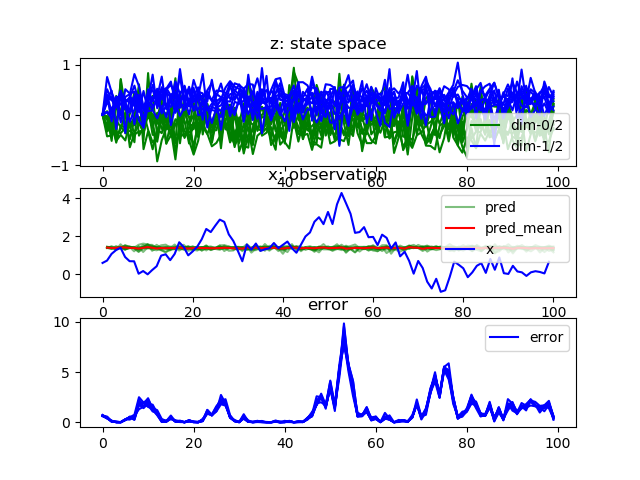 z: state space
1
0
−1
dim-0/2
dim-1/2
0 20 40 60 80 100
x: observation
4
2
0
pred
pred_mean
x
0 20 40 60 80 100
error
10
5
0
error
0 20 40 60 80 100